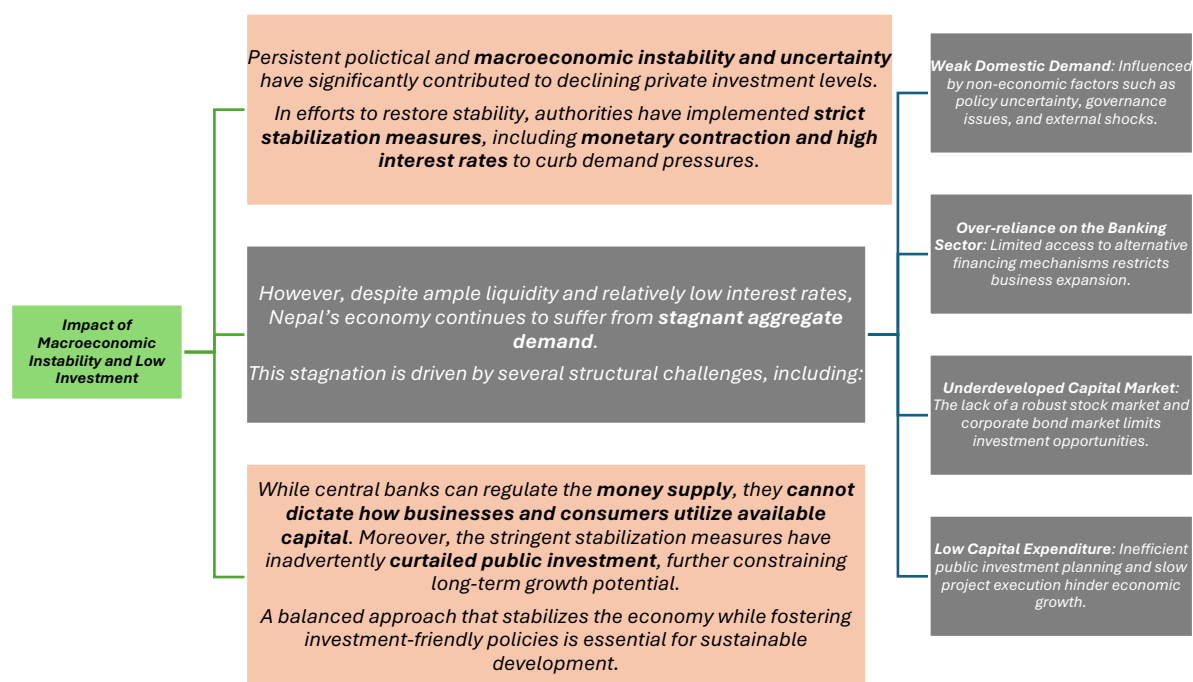 Impact of
Macroeconomic
Instability and Low
Investment
Persistent polictical and macroeconomic instability and uncertainty
have significantly contributed to declining private investment levels.
In efforts to restore stability, authorities have implemented strict
stabilization measures, including monetary contraction and high
interest rates to curb demand pressures.
However, despite ample liquidity and relatively low interest rates,
Nepal's economy continues to suffer from stagnant aggregate
demand.
This stagnation is driven by several structural challenges, including:
Weak Domestic Demand: Influenced
by non-economic factors such as
policy uncertainty, governance
issues, and external shocks.
Over-reliance on the Banking
Sector: Limited access to alternative
financing mechanisms restricts
business expansion.
Underdeveloped Capital Market:
The lack of a robust stock market and
corporate bond market limits
investment opportunities.
Low Capital Expenditure: Inefficient
public investment planning and slow
project execution hinder economic
growth.
While central banks can regulate the money supply, they cannot
dictate how businesses and consumers utilize available
capital. Moreover, the stringent stabilization measures have
inadvertently curtailed public investment, further constraining
long-term growth potential.
A balanced approach that stabilizes the economy while fostering
investment-friendly policies is essential for sustainable
development.